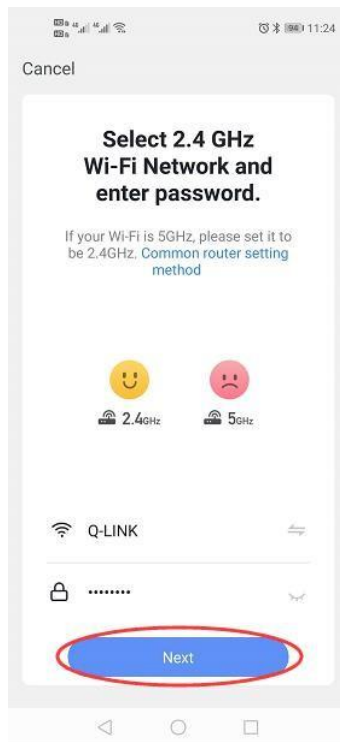 11:24
Cancel
Select 2.4 GHz
Wi-Fi Network and
enter password.
If your Wi-Fi is 5GHz, please set it to
be 2.4GHz. Common router setting
method
2.4GHz 5GHz
Q-LINK
••••••••
Next